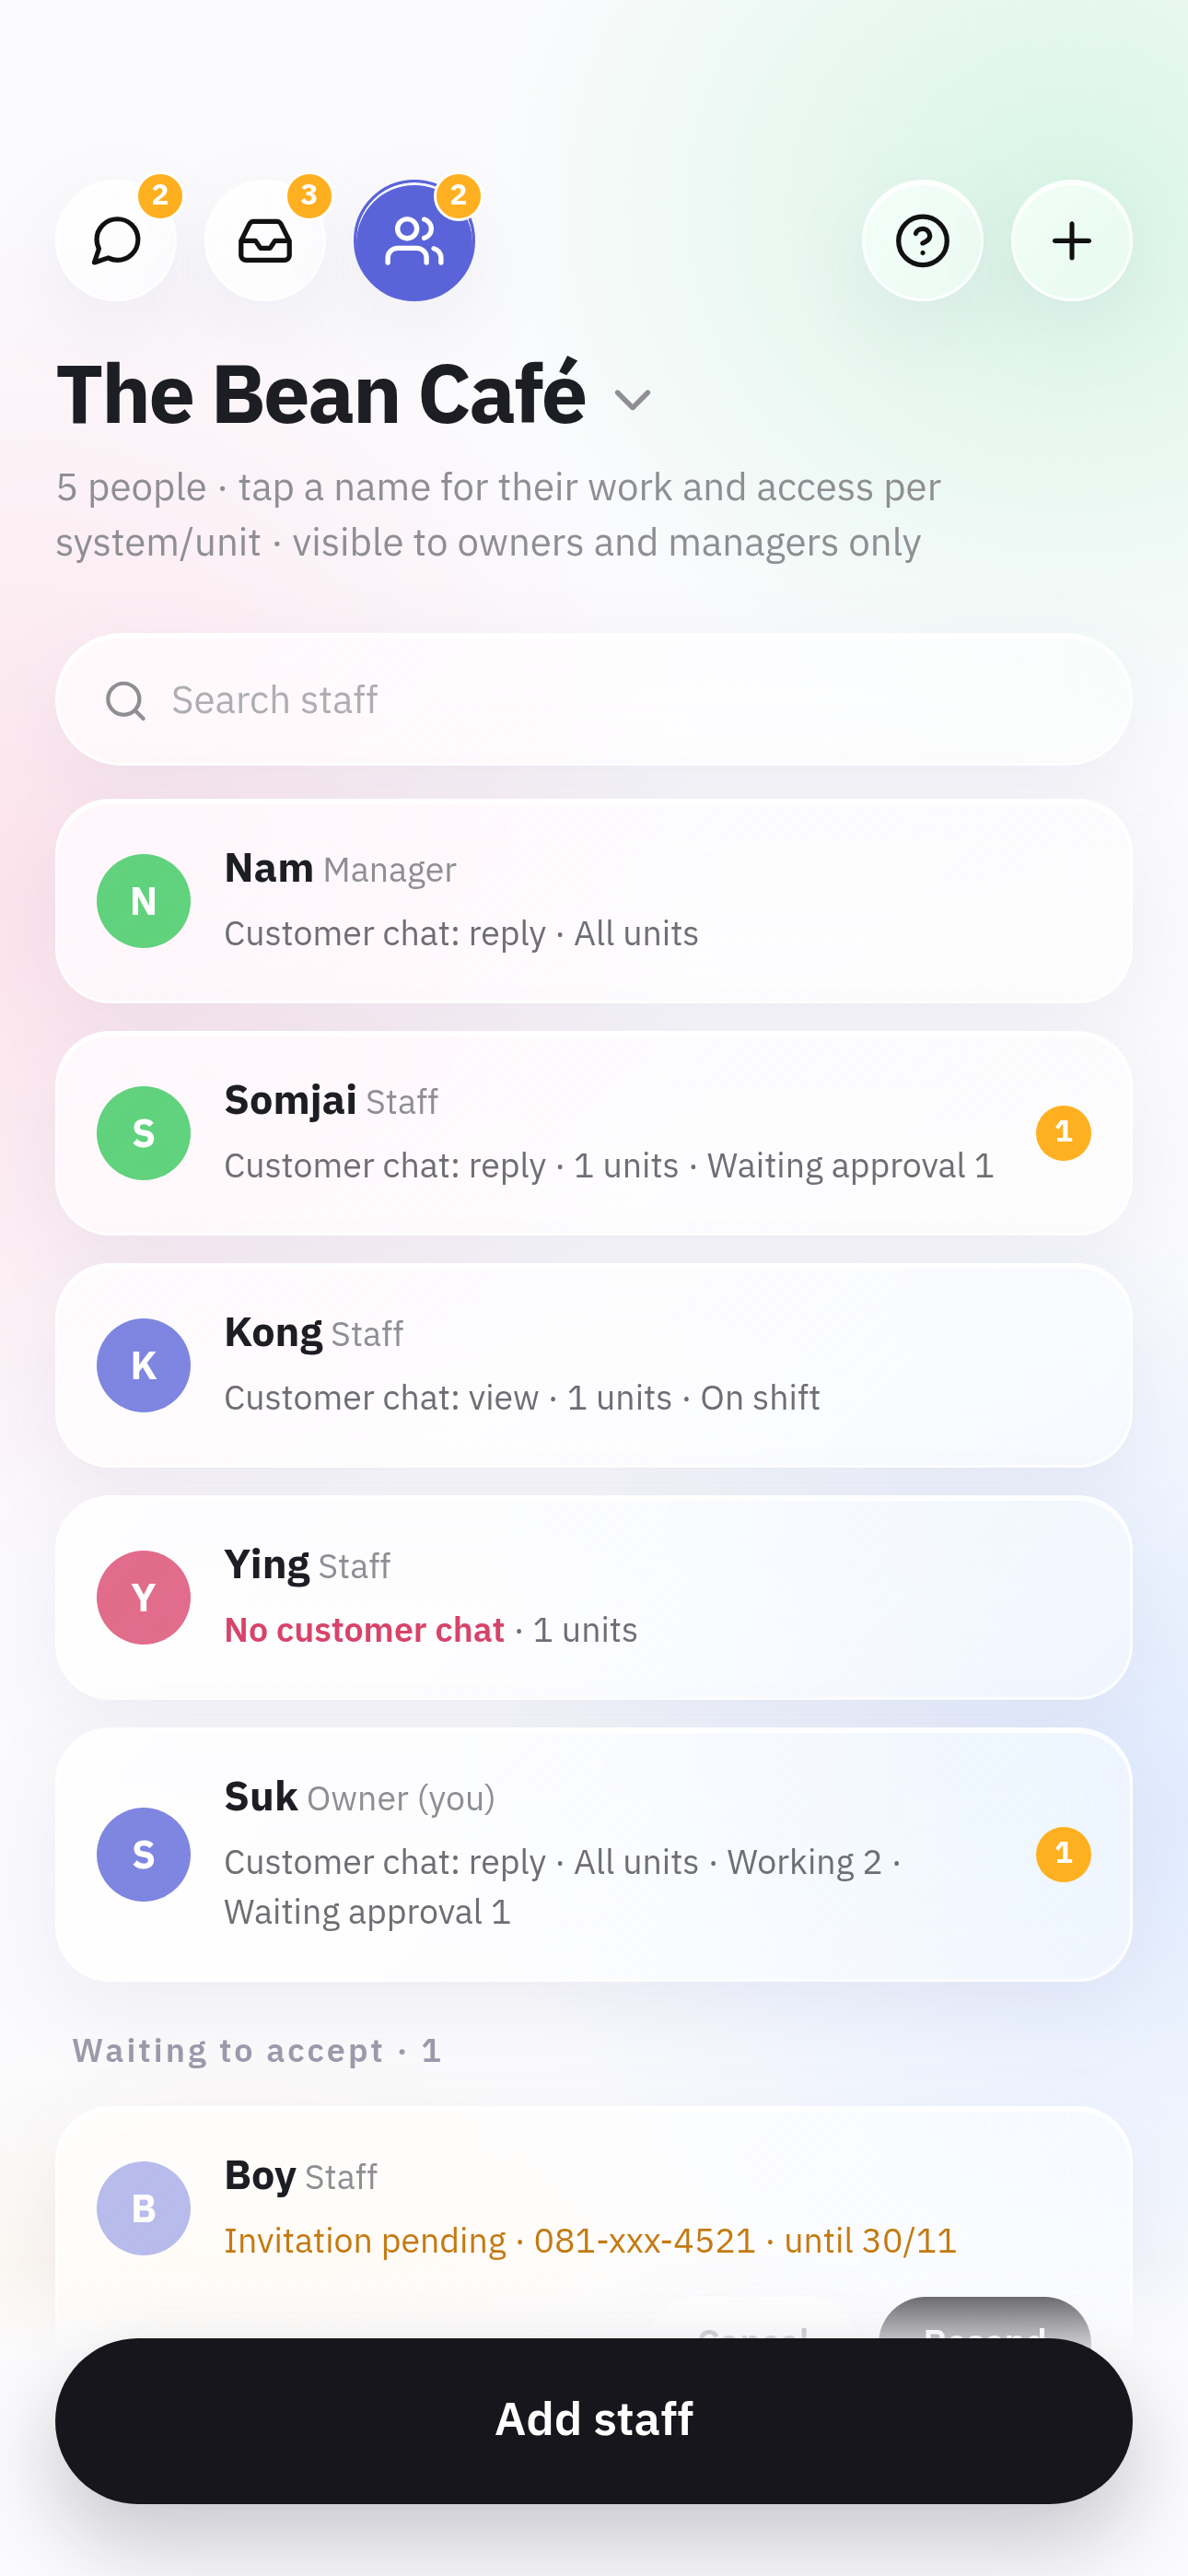 2
3
2
The Bean Café
5 people · tap a name for their work and access per
system/unit · visible to owners and managers only
Search staff
N
Nam Manager
Customer chat: reply · All units
S
Somjai Staff
Customer chat: reply · 1 units · Waiting approval 1
1
K
Kong Staff
Customer chat: view · 1 units · On shift
Y
Ying Staff
No customer chat · 1 units
S
Suk Owner (you)
Customer chat: reply · All units · Working 2 ·
Waiting approval 1
1
Waiting to accept · 1
B
Boy Staff
Invitation pending · 081-xxx-4521 · until 30/11
Cancel
Resend
Add staff